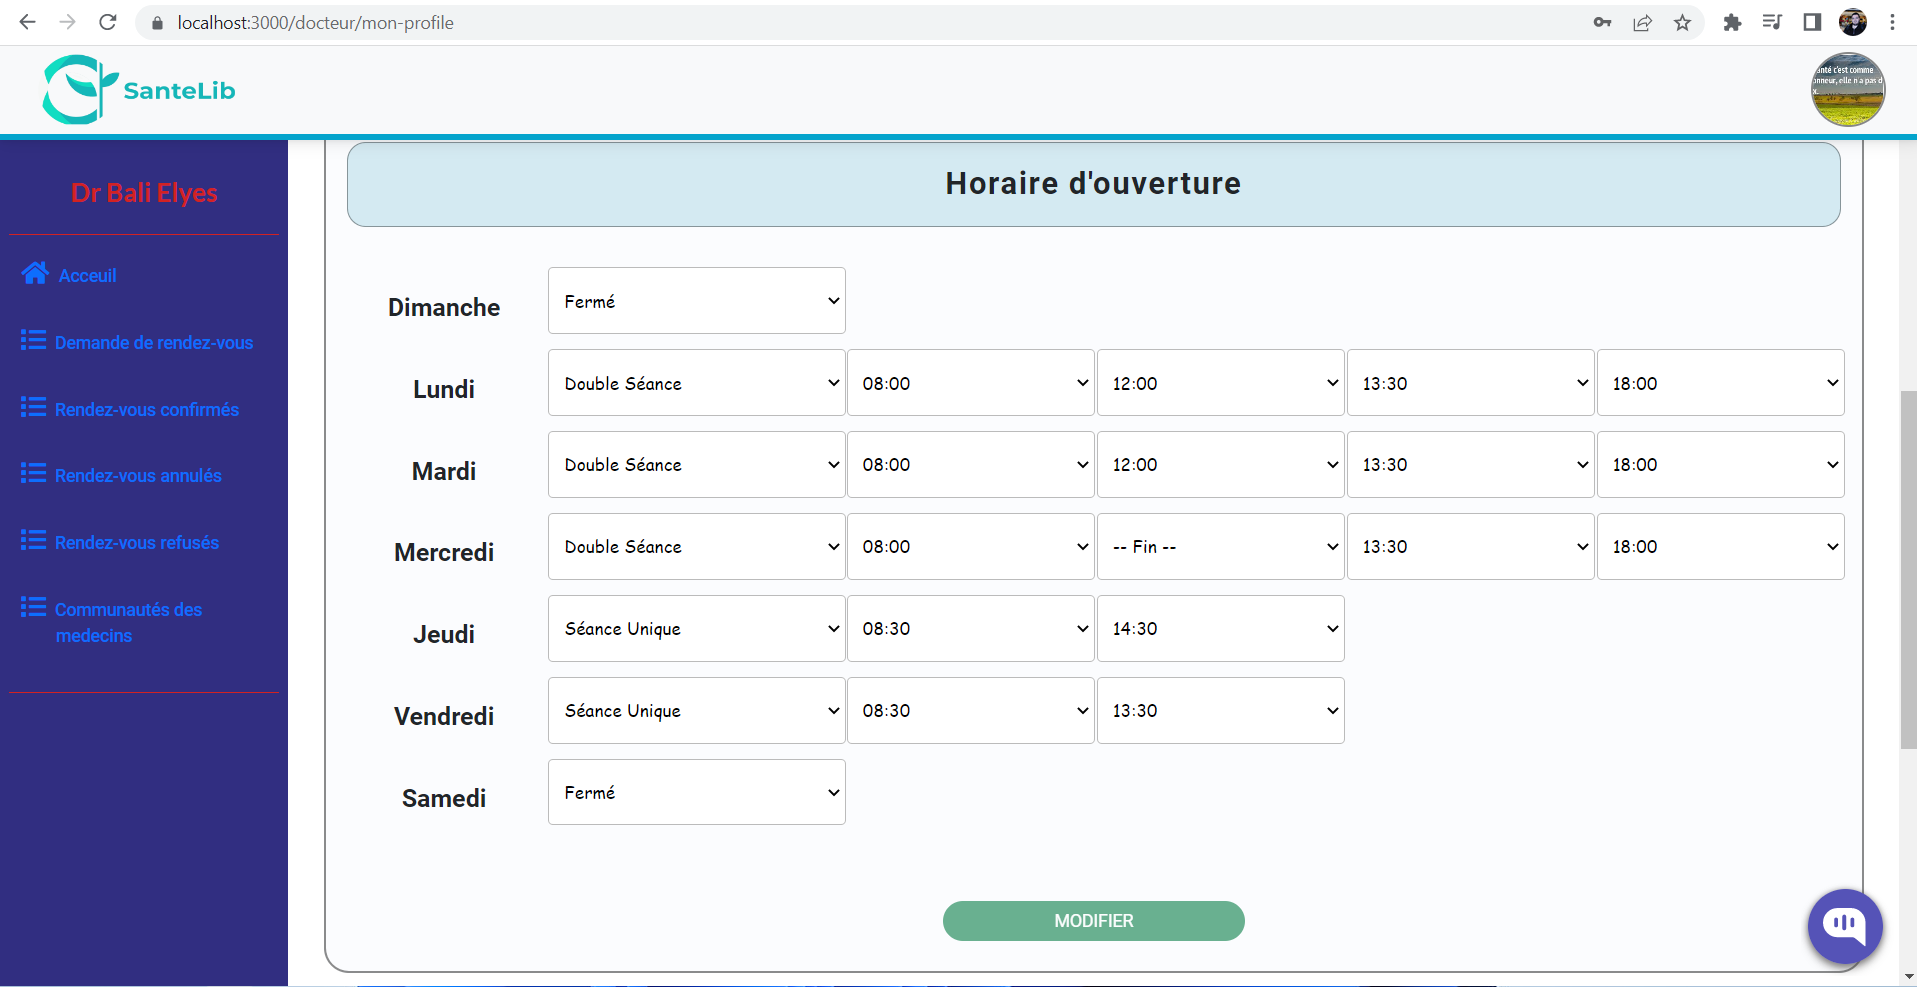 localhost:3000/docteur/mon-profile
SanteLib
anté c'est comme
onneur, elle n a pas d
x.
Dr Bali Elyes
Acceuil
Demande de rendez-vous
Rendez-vous confirmés
Rendez-vous annulés
Rendez-vous refusés
Communautés des
medecins
Horaire d'ouverture
Dimanche Fermé
Lundi Double Séance 08:00 12:00 13:30 18:00
Mardi Double Séance 08:00 12:00 13:30 18:00
Mercredi Double Séance 08:00 -- Fin -- 13:30 18:00
Jeudi Séance Unique 08:30 14:30
Vendredi Séance Unique 08:30 13:30
Samedi Fermé
MODIFIER